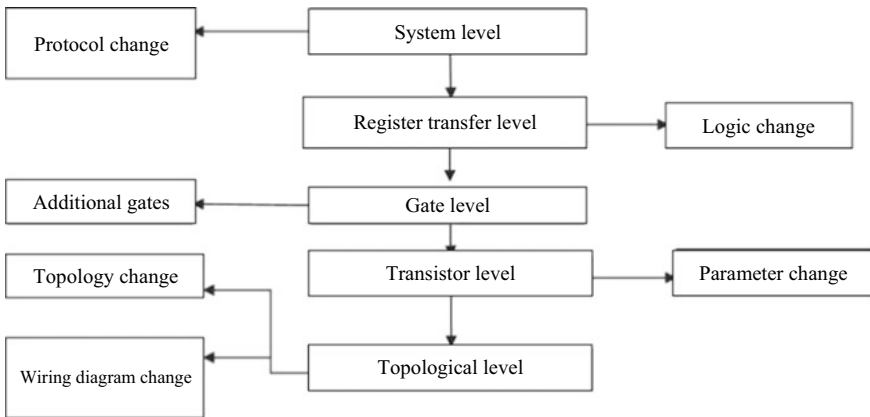 System level
Protocol change
Register transfer level
Logic change
Additional gates
Gate level
Topology change
Transistor level
Parameter change
Topological level
Wiring diagram change